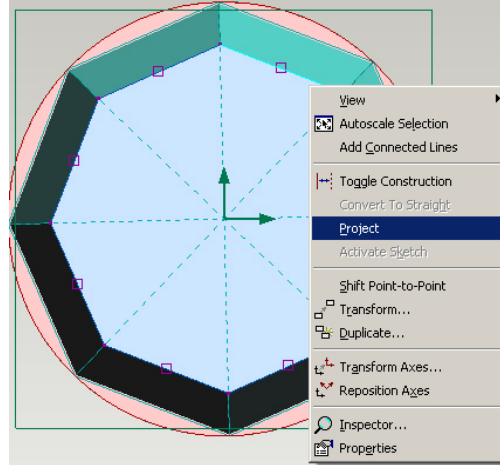 View
Autoscale Selection
Add Connected Lines
Toggle Construction
Convert To Straight
Project
Activate Sketch
Shift Point-to-Point
Transform...
Duplicate...
Transform Axes...
Reposition Axes
Inspector...
Properties